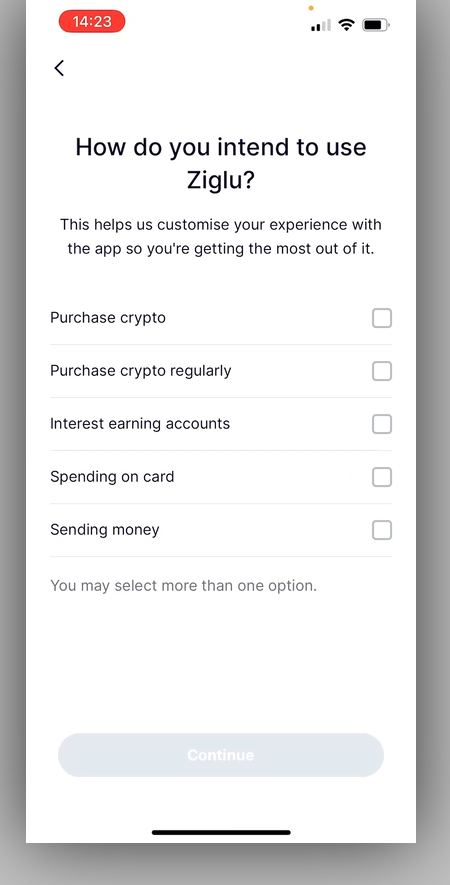 14:23
How do you intend to use
Ziglu?
This helps us customise your experience with
the app so you're getting the most out of it.
Purchase crypto
Purchase crypto regularly
Interest earning accounts
Spending on card
Sending money
You may select more than one option.
Continue